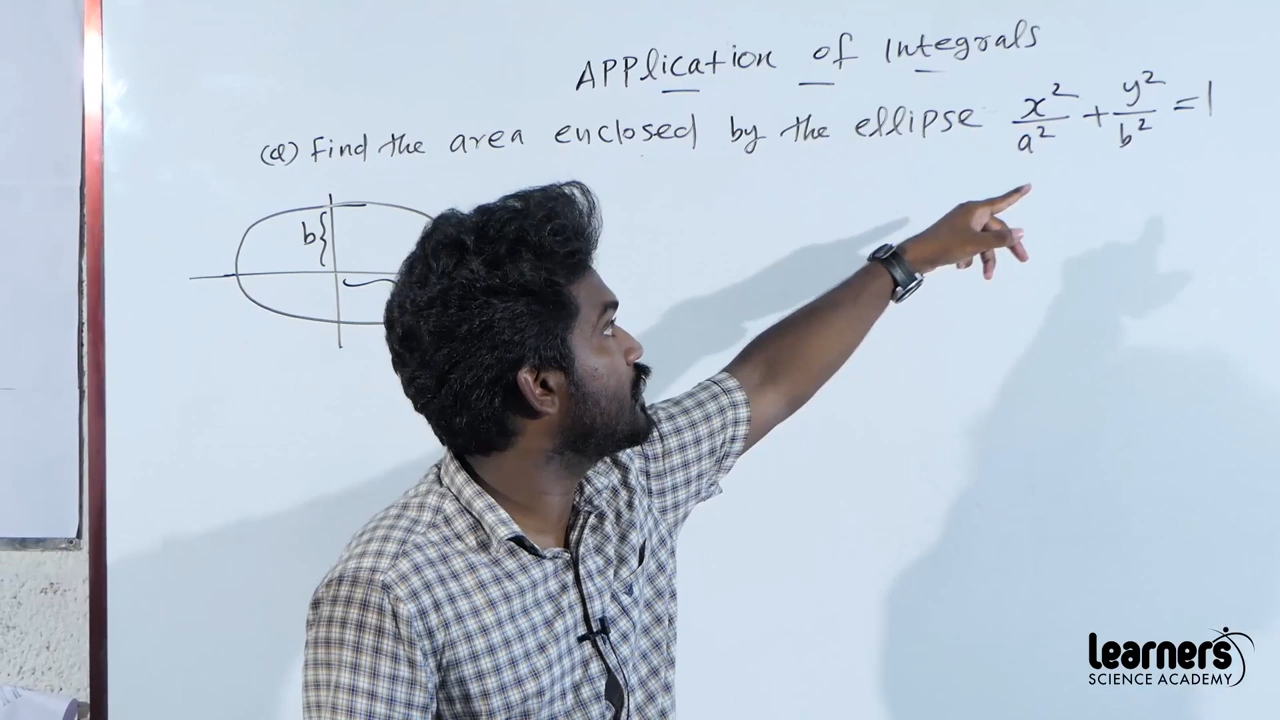 Application of Integrals
(Q) Find the area enclosed by the ellipse x²/a² + y²/b² = 1
b{
Learners
SCIENCE ACADEMY